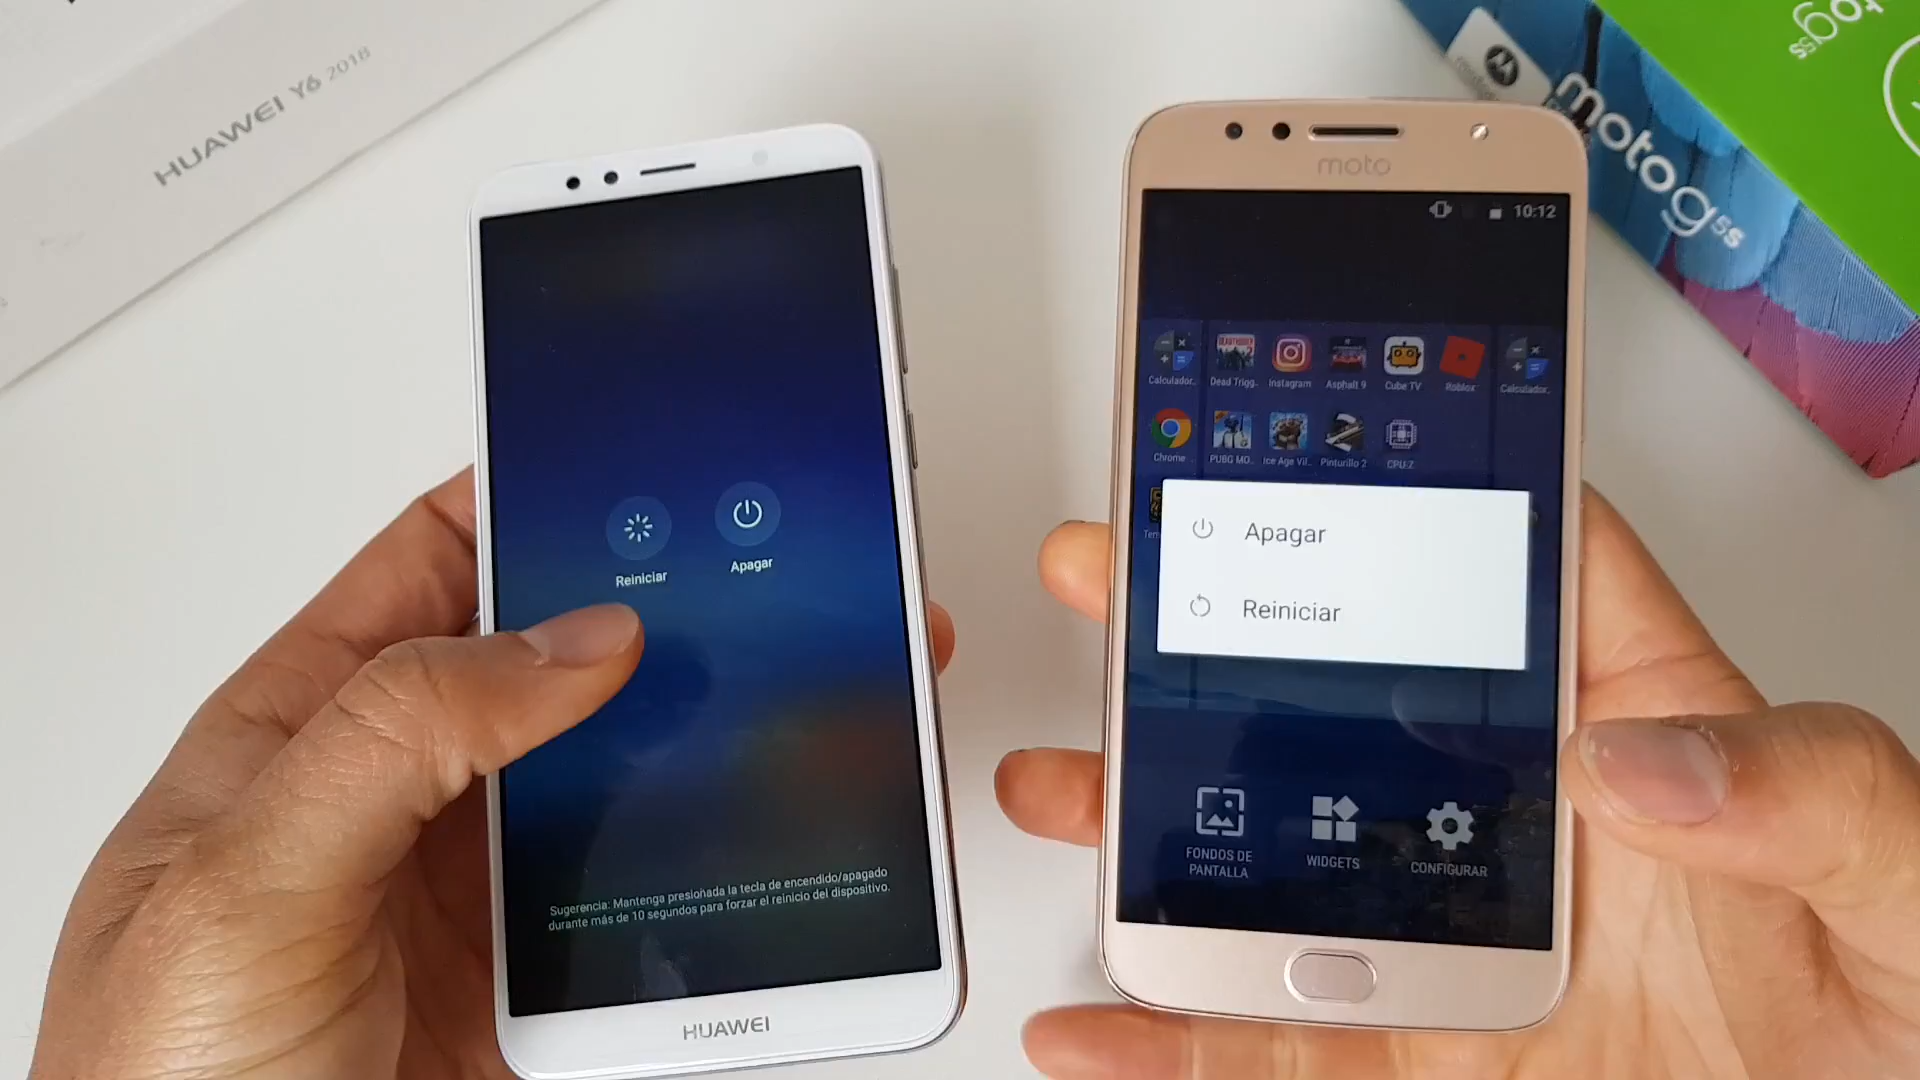 HUAWEI Y6 2018
moto g5s
moto
10:12
Calculador..
Dead Trigg..
Instagram
Asphalt 9
Cube TV
Roblox
Calculador..
Chrome
PUBG MO..
Ice Age Vil..
Pinturillo 2
CPU-Z
Reiniciar
Apagar
Apagar
Reiniciar
FONDOS DE
PANTALLA
WIDGETS
CONFIGURAR
Sugerencia: Mantenga presionada la tecla de encendido/apagado
durante más de 10 segundos para forzar el reinicio del dispositivo.
HUAWEI